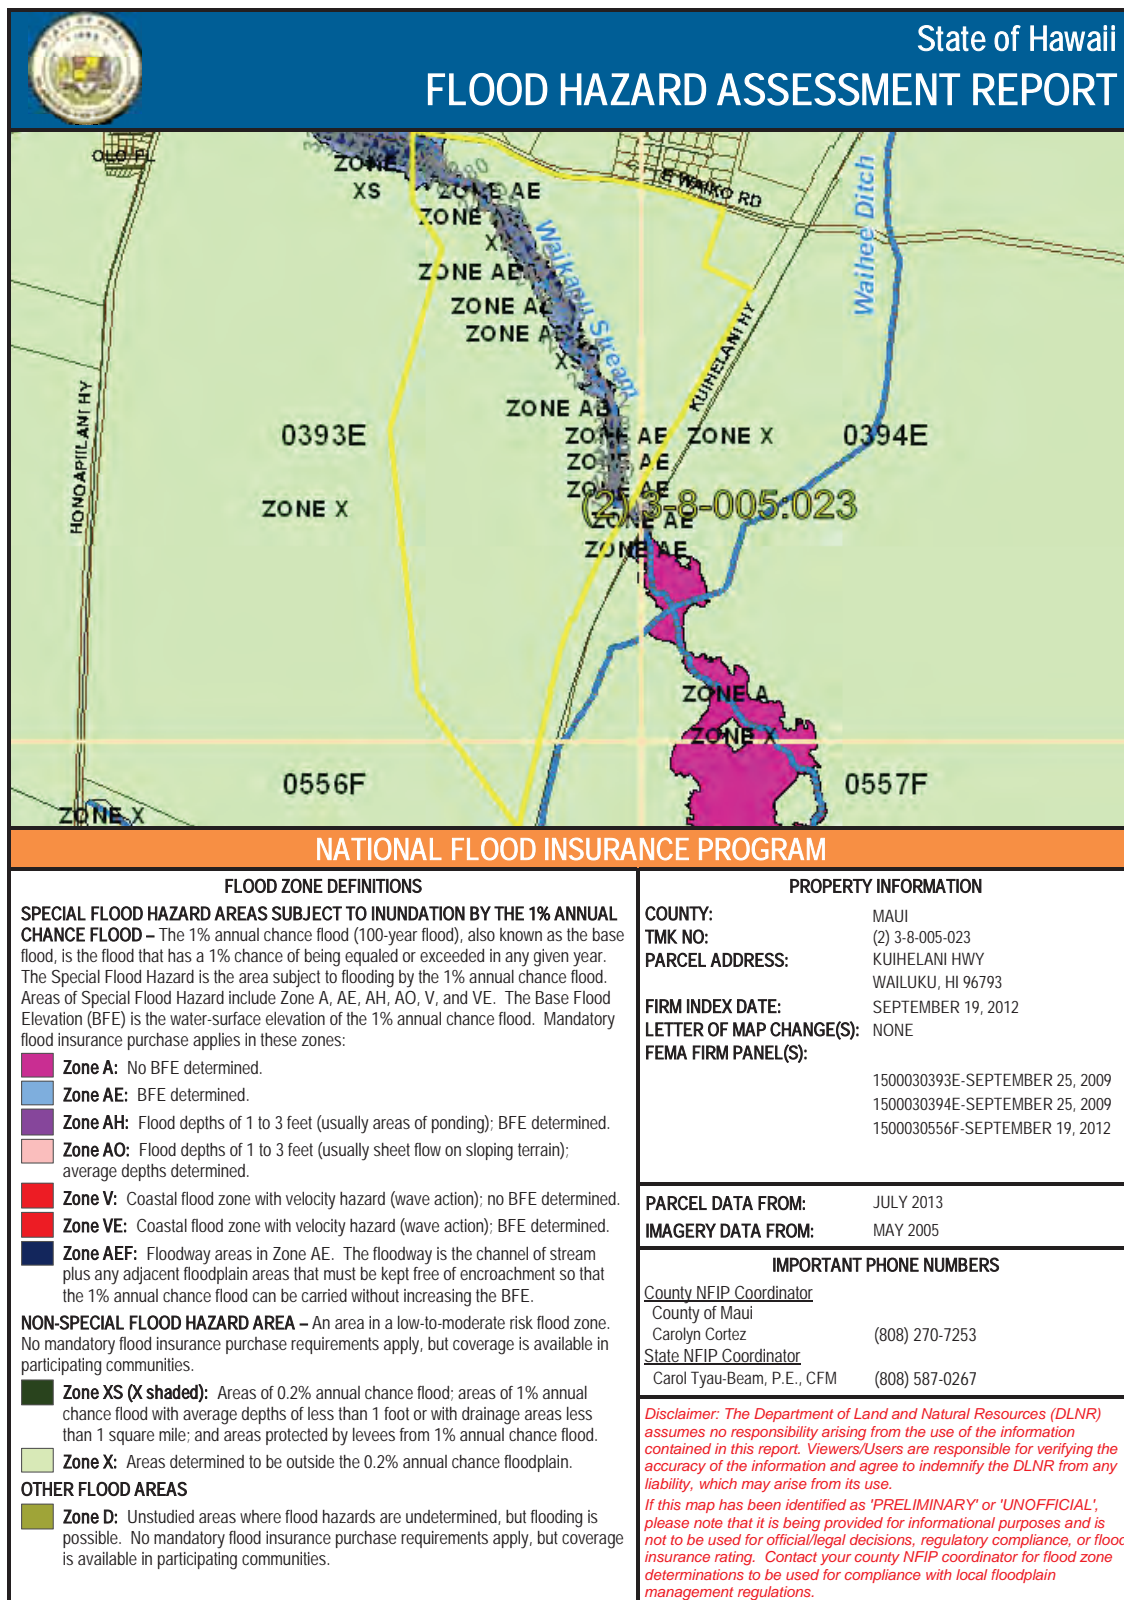 State of Hawaii
FLOOD HAZARD ASSESSMENT REPORT
OLO PL
ZONE
XS
ZONE AE
E WAIKO RD
Waihee Ditch
Waikapu Stream
ZONE AE
ZONE AE
ZONE AE
KUIHELANI HY
HONOAPIILANI HY
0393E
ZONE AE
ZONE AE
ZONE X
0394E
ZONE AE
ZONE X
ZONE AE
(2) 3-8-005:023
ZONE AE
ZONE AE
ZONE A
ZONE X
0556F
0557F
ZONE X
NATIONAL FLOOD INSURANCE PROGRAM
FLOOD ZONE DEFINITIONS
SPECIAL FLOOD HAZARD AREAS SUBJECT TO INUNDATION BY THE 1% ANNUAL
CHANCE FLOOD – The 1% annual chance flood (100-year flood), also known as the base
flood, is the flood that has a 1% chance of being equaled or exceeded in any given year.
The Special Flood Hazard is the area subject to flooding by the 1% annual chance flood.
Areas of Special Flood Hazard include Zone A, AE, AH, AO, V, and VE. The Base Flood
Elevation (BFE) is the water-surface elevation of the 1% annual chance flood. Mandatory
flood insurance purchase applies in these zones:
Zone A: No BFE determined.
Zone AE: BFE determined.
Zone AH: Flood depths of 1 to 3 feet (usually areas of ponding); BFE determined.
Zone AO: Flood depths of 1 to 3 feet (usually sheet flow on sloping terrain);
average depths determined.
Zone V: Coastal flood zone with velocity hazard (wave action); no BFE determined.
Zone VE: Coastal flood zone with velocity hazard (wave action); BFE determined.
Zone AEF: Floodway areas in Zone AE. The floodway is the channel of stream
plus any adjacent floodplain areas that must be kept free of encroachment so that
the 1% annual chance flood can be carried without increasing the BFE.
NON-SPECIAL FLOOD HAZARD AREA – An area in a low-to-moderate risk flood zone.
No mandatory flood insurance purchase requirements apply, but coverage is available in
participating communities.
Zone XS (X shaded): Areas of 0.2% annual chance flood; areas of 1% annual
chance flood with average depths of less than 1 foot or with drainage areas less
than 1 square mile; and areas protected by levees from 1% annual chance flood.
Zone X: Areas determined to be outside the 0.2% annual chance floodplain.
OTHER FLOOD AREAS
Zone D: Unstudied areas where flood hazards are undetermined, but flooding is
possible. No mandatory flood insurance purchase requirements apply, but coverage
is available in participating communities.
PROPERTY INFORMATION
COUNTY: MAUI
TMK NO: (2) 3-8-005-023
PARCEL ADDRESS: KUIHELANI HWY
WAILUKU, HI 96793
FIRM INDEX DATE: SEPTEMBER 19, 2012
LETTER OF MAP CHANGE(S): NONE
FEMA FIRM PANEL(S):
1500030393E-SEPTEMBER 25, 2009
1500030394E-SEPTEMBER 25, 2009
1500030556F-SEPTEMBER 19, 2012
PARCEL DATA FROM: JULY 2013
IMAGERY DATA FROM: MAY 2005
IMPORTANT PHONE NUMBERS
County NFIP Coordinator
County of Maui
Carolyn Cortez (808) 270-7253
State NFIP Coordinator
Carol Tyau-Beam, P.E., CFM (808) 587-0267
Disclaimer: The Department of Land and Natural Resources (DLNR)
assumes no responsibility arising from the use of the information
contained in this report. Viewers/Users are responsible for verifying the
accuracy of the information and agree to indemnify the DLNR from any
liability, which may arise from its use.
If this map has been identified as 'PRELIMINARY' or 'UNOFFICIAL',
please note that it is being provided for informational purposes and is
not to be used for official/legal decisions, regulatory compliance, or flood
insurance rating. Contact your county NFIP coordinator for flood zone
determinations to be used for compliance with local floodplain
management regulations.